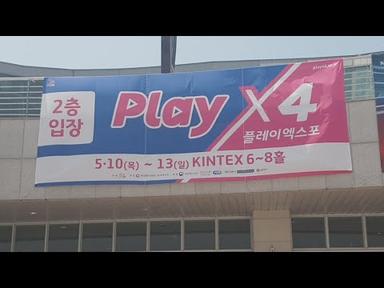 2층
입장
Play X4
플레이엑스포
5·10(목) ~ 13(일) KINTEX 6~8홀